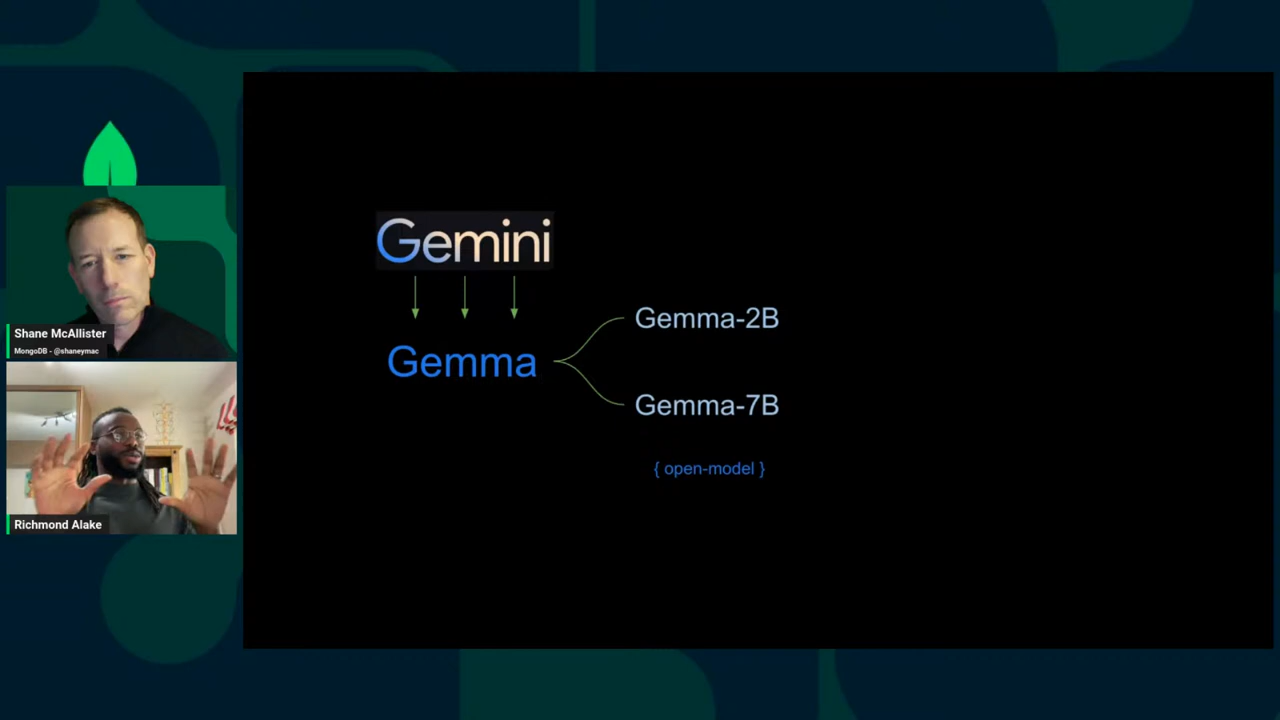 Shane McAllister
MongoDB - @shaneymac
Richmond Alake
Gemini
Gemma
Gemma-2B
Gemma-7B
{ open-model }